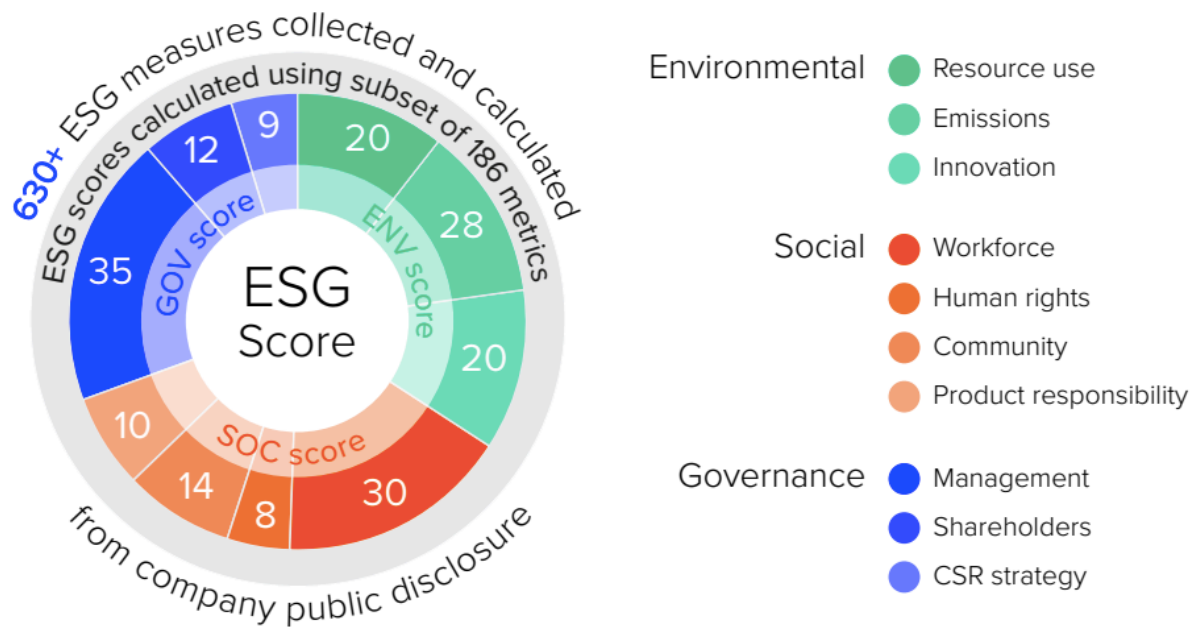 630+ ESG measures collected and calculated
ESG scores calculated using subset of 186 metrics
20
28
20
30
8
14
10
35
12
9
ENV score
SOC score
GOV score
ESG
Score
from company public disclosure
Environmental
Resource use
Emissions
Innovation
Social
Workforce
Human rights
Community
Product responsibility
Governance
Management
Shareholders
CSR strategy